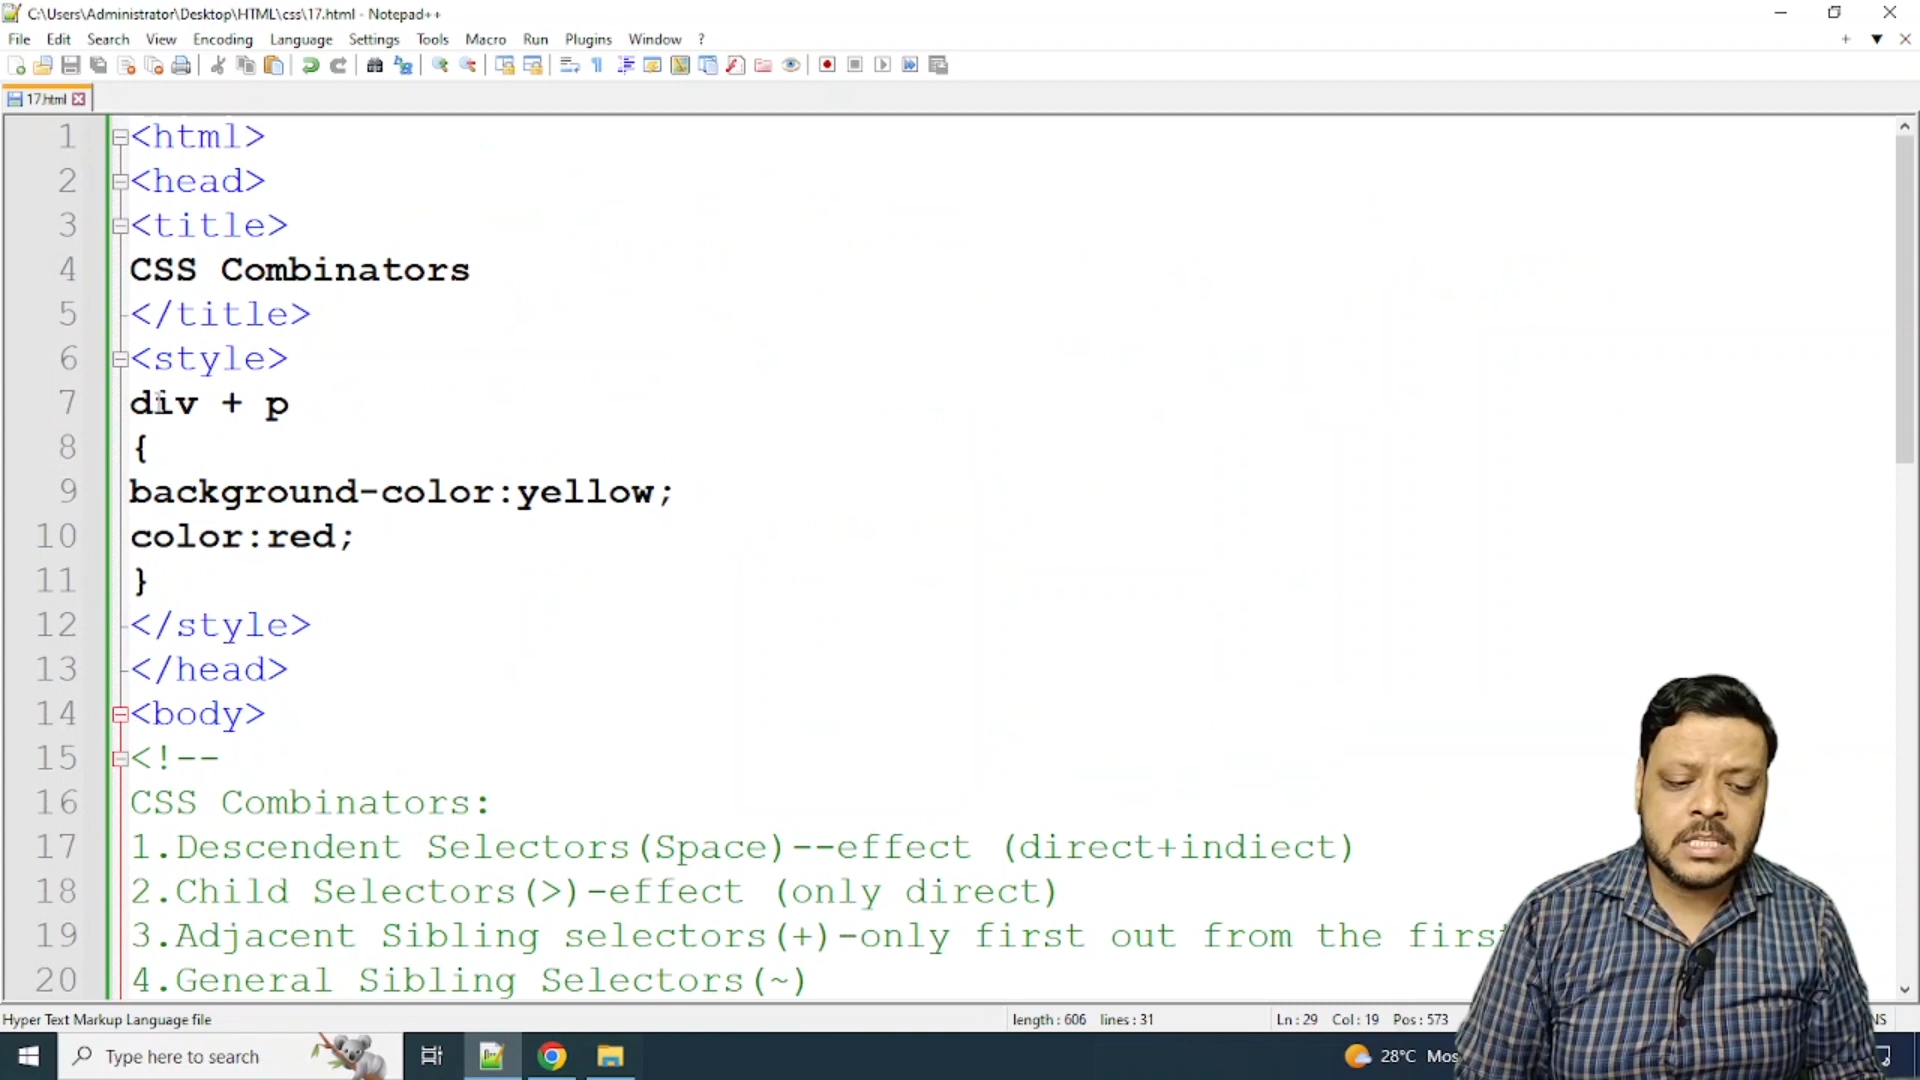 C:\Users\Administrator\Desktop\HTML\css\17.html - Notepad++
File Edit Search View Encoding Language Settings Tools Macro Run Plugins Window ?
17.html
1 <html>
2 <head>
3 <title>
4 CSS Combinators
5 </title>
6 <style>
7 div + p
8 {
9 background-color:yellow;
10 color:red;
11 }
12 </style>
13 </head>
14 <body>
15 <!--
16 CSS Combinators:
17 1.Descendent Selectors(Space)--effect (direct+indiect)
18 2.Child Selectors(>)-effect (only direct)
19 3.Adjacent Sibling selectors(+)-only first out from the first
20 4.General Sibling Selectors(~)
Hyper Text Markup Language file length : 606 lines : 31 Ln : 29 Col : 19 Pos : 573 NS
Type here to search 28°C Mos